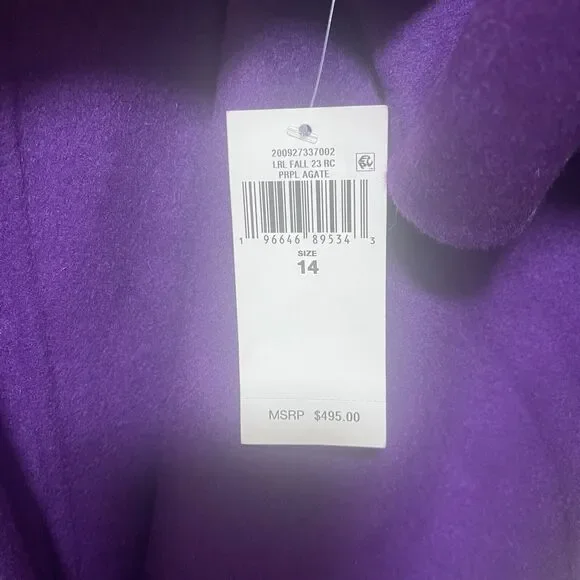 200927337002
LRL FALL 23 RC
PRPL AGATE
1 96646 89534 3
SIZE
14
MSRP $495.00